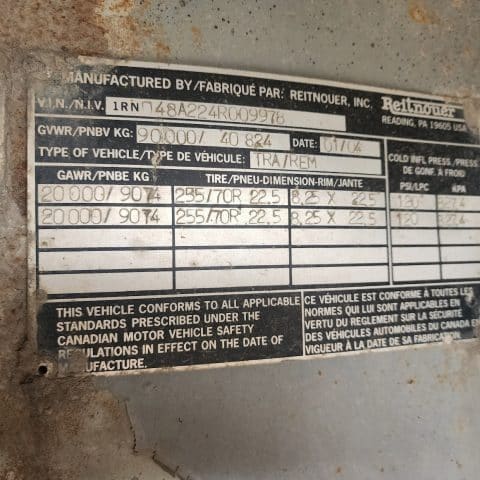 MANUFACTURED BY/FABRIQUÉ PAR: REITNOUER, INC. Reitnouer
READING, PA 19605 USA
V.I.N./N.I.V. 48A224R009978
GVWR/PNBV KG: 90,000/ 40 824 DATE: 01/04
TYPE OF VEHICLE/TYPE DE VÉHICULE: TRA/REM
COLD INFL PRESS/PRESS
DE GONF. À FROID
GAWR/PNBE KG TIRE/PNEU-DIMENSION-RIM/JANTE PSI/LPC KPA
20 000/ 9074 255/70R 22.5 8.25 X 22.5 120
20 000/ 9074 255/70R 22.5 8.25 X 22.5 120
THIS VEHICLE CONFORMS TO ALL APPLICABLE
STANDARDS PRESCRIBED UNDER THE
CANADIAN MOTOR VEHICLE SAFETY
REGULATIONS IN EFFECT ON THE DATE OF
MANUFACTURE.
CE VÉHICULE EST CONFORME À TOUTES LES
NORMES QUI LUI SONT APPLICABLES EN
VERTU DU REGLEMENT SUR LA SÉCURITÉ
DES VÉHICULES AUTOMOBILES DU CANADA EN
VIGUEUR À LA DATE DE SA FABRICATION.